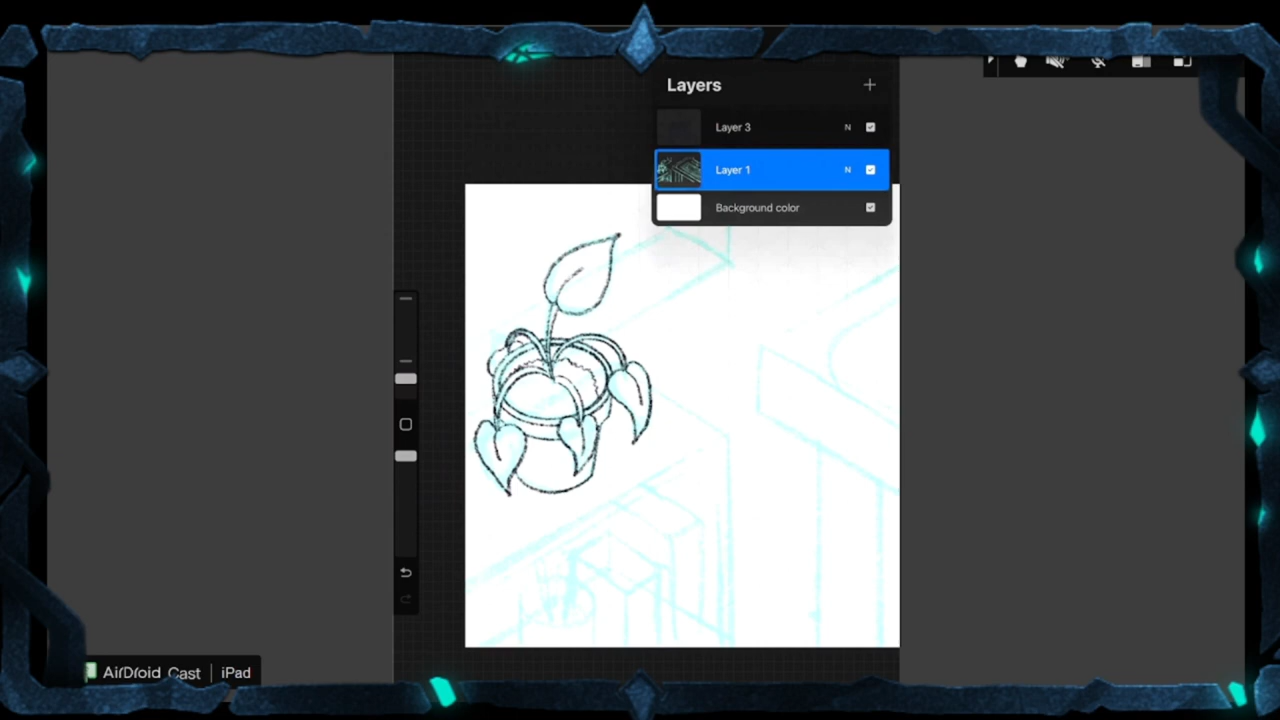 Layers
Layer 3 N
Layer 1 N
Background color
AirDroid Cast | iPad